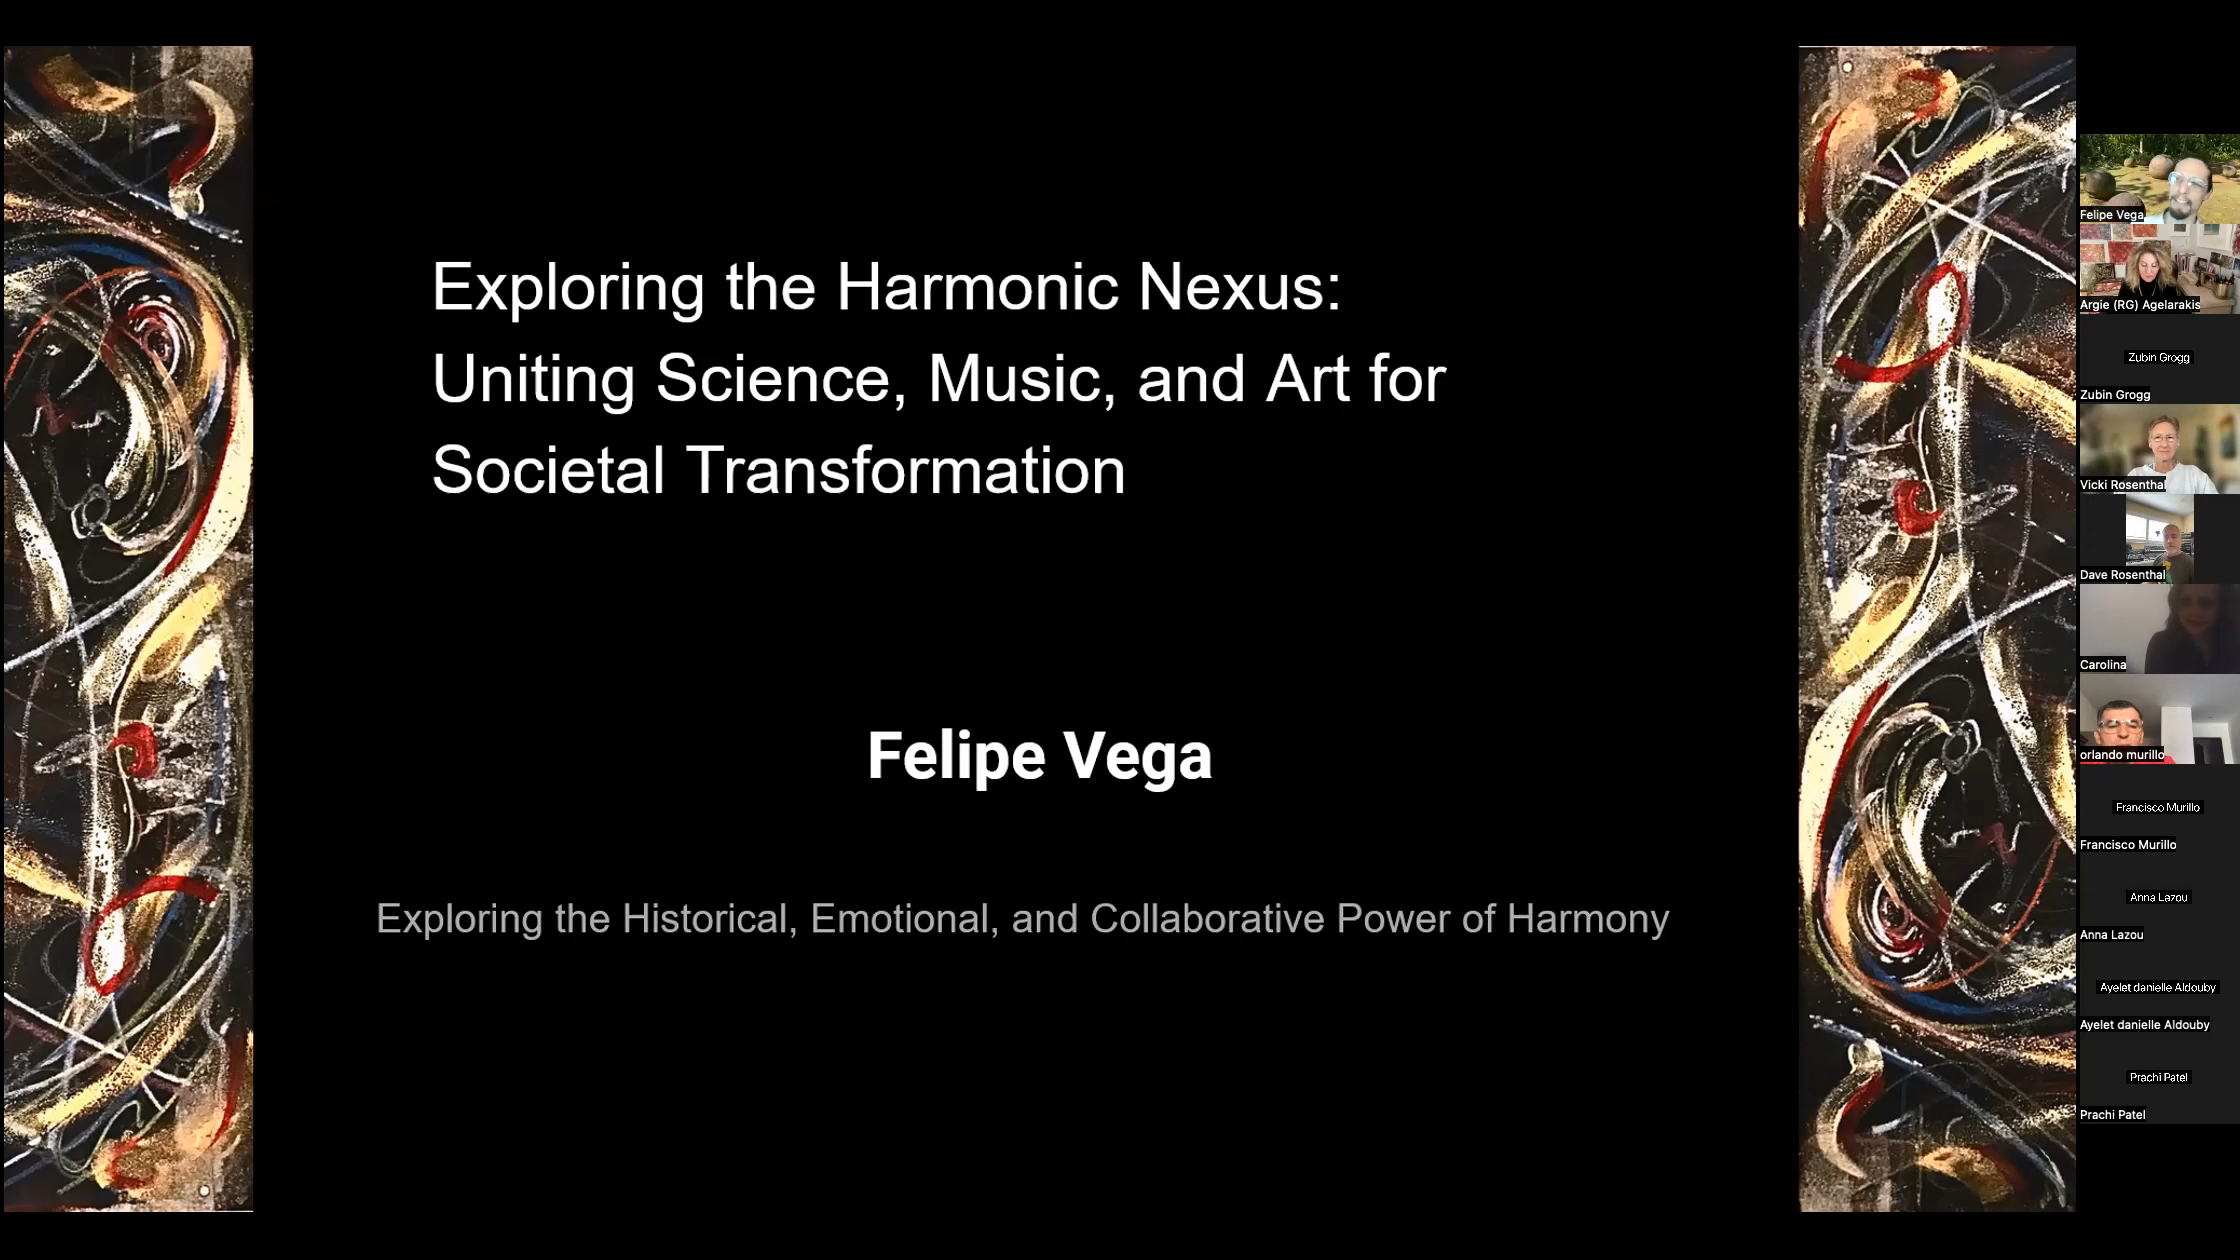 Exploring the Harmonic Nexus:
Uniting Science, Music, and Art for
Societal Transformation
Felipe Vega
Exploring the Historical, Emotional, and Collaborative Power of Harmony
Felipe Vega
Argie (RG) Agelarakis
Zubin Grogg
Zubin Grogg
Vicki Rosenthal
Dave Rosenthal
Carolina
orlando murillo
Francisco Murillo
Francisco Murillo
Anna Lazou
Anna Lazou
Ayelet danielle Aldouby
Ayelet danielle Aldouby
Prachi Patel
Prachi Patel